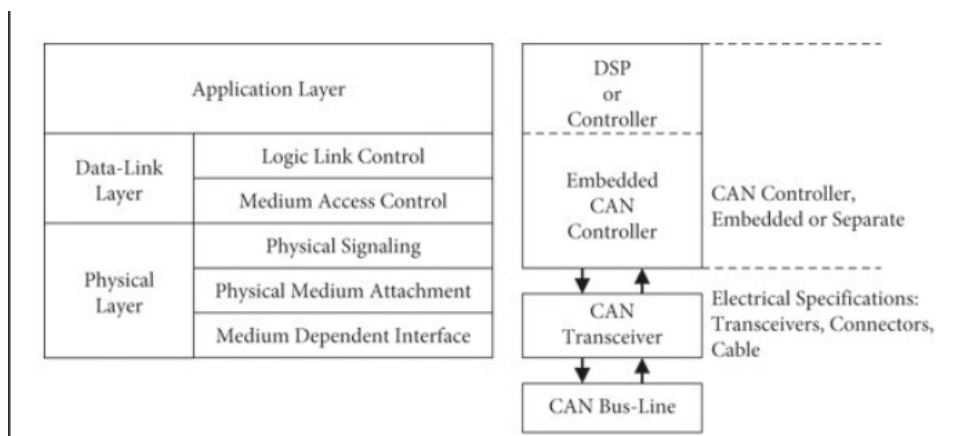 Application Layer
Data-Link
Layer
Logic Link Control
Medium Access Control
Physical
Layer
Physical Signaling
Physical Medium Attachment
Medium Dependent Interface
DSP
or
Controller
Embedded
CAN
Controller
CAN Controller,
Embedded or Separate
CAN
Transceiver
Electrical Specifications:
Transceivers, Connectors,
Cable
CAN Bus-Line